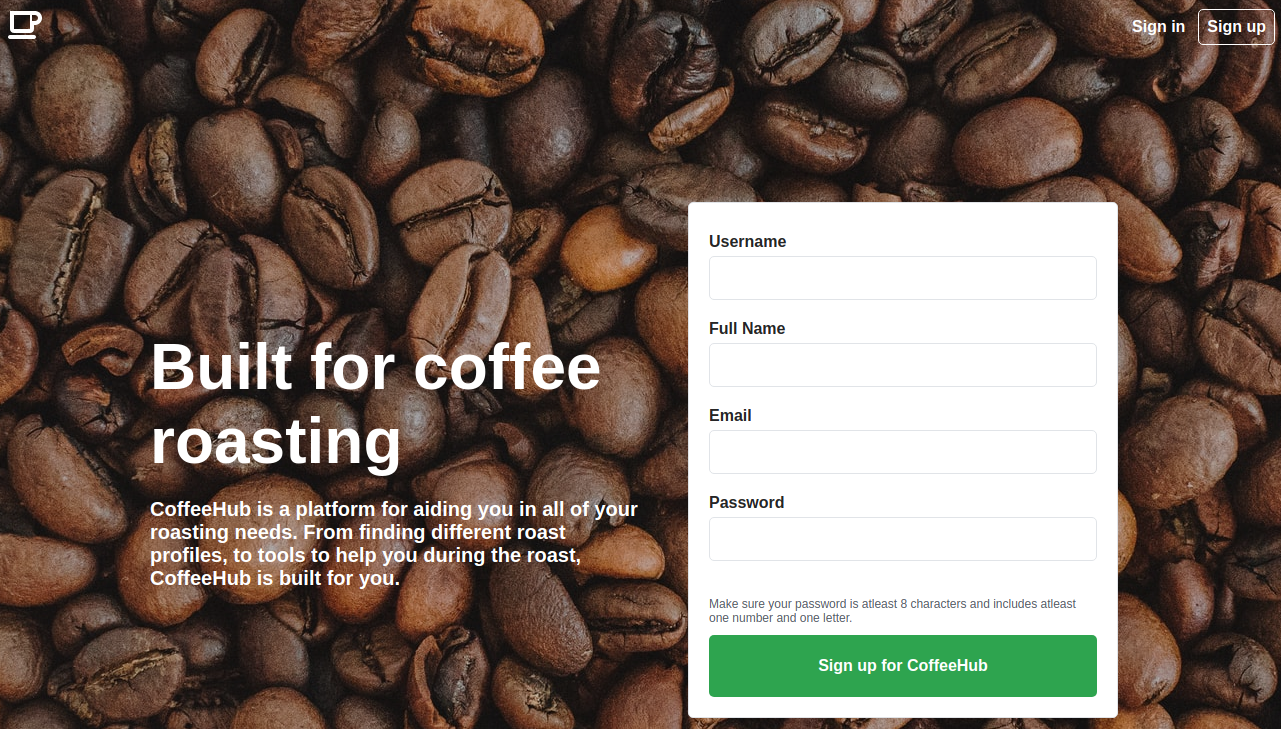 Sign in
Sign up
Built for coffee
roasting
CoffeeHub is a platform for aiding you in all of your
roasting needs. From finding different roast
profiles, to tools to help you during the roast,
CoffeeHub is built for you.
Username
Full Name
Email
Password
Make sure your password is atleast 8 characters and includes atleast
one number and one letter.
Sign up for CoffeeHub